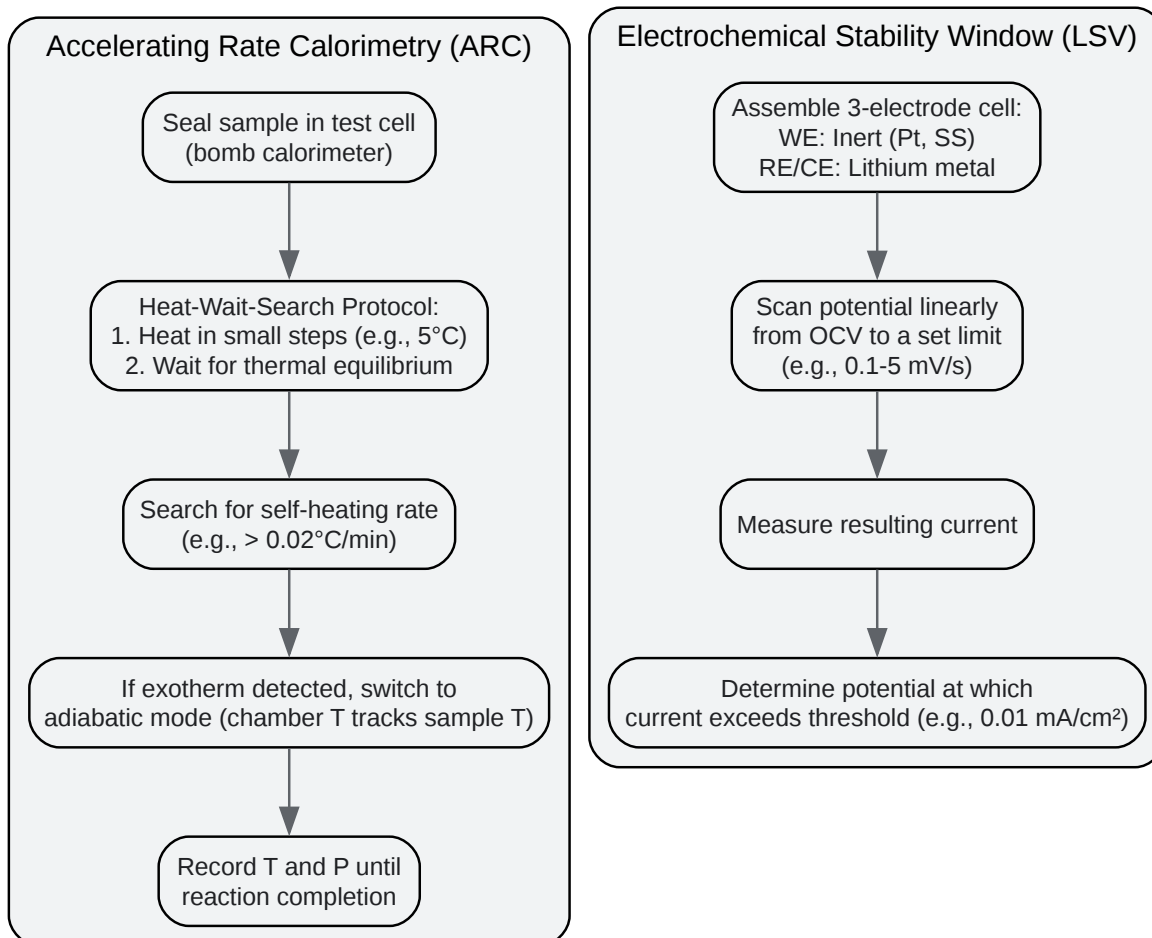 Accelerating Rate Calorimetry (ARC)
Seal sample in test cell
(bomb calorimeter)
Heat-Wait-Search Protocol:
1. Heat in small steps (e.g., 5°C)
2. Wait for thermal equilibrium
Search for self-heating rate
(e.g., > 0.02°C/min)
If exotherm detected, switch to
adiabatic mode (chamber T tracks sample T)
Record T and P until
reaction completion
Electrochemical Stability Window (LSV)
Assemble 3-electrode cell:
WE: Inert (Pt, SS)
RE/CE: Lithium metal
Scan potential linearly
from OCV to a set limit
(e.g., 0.1-5 mV/s)
Measure resulting current
Determine potential at which
current exceeds threshold (e.g., 0.01 mA/cm²)